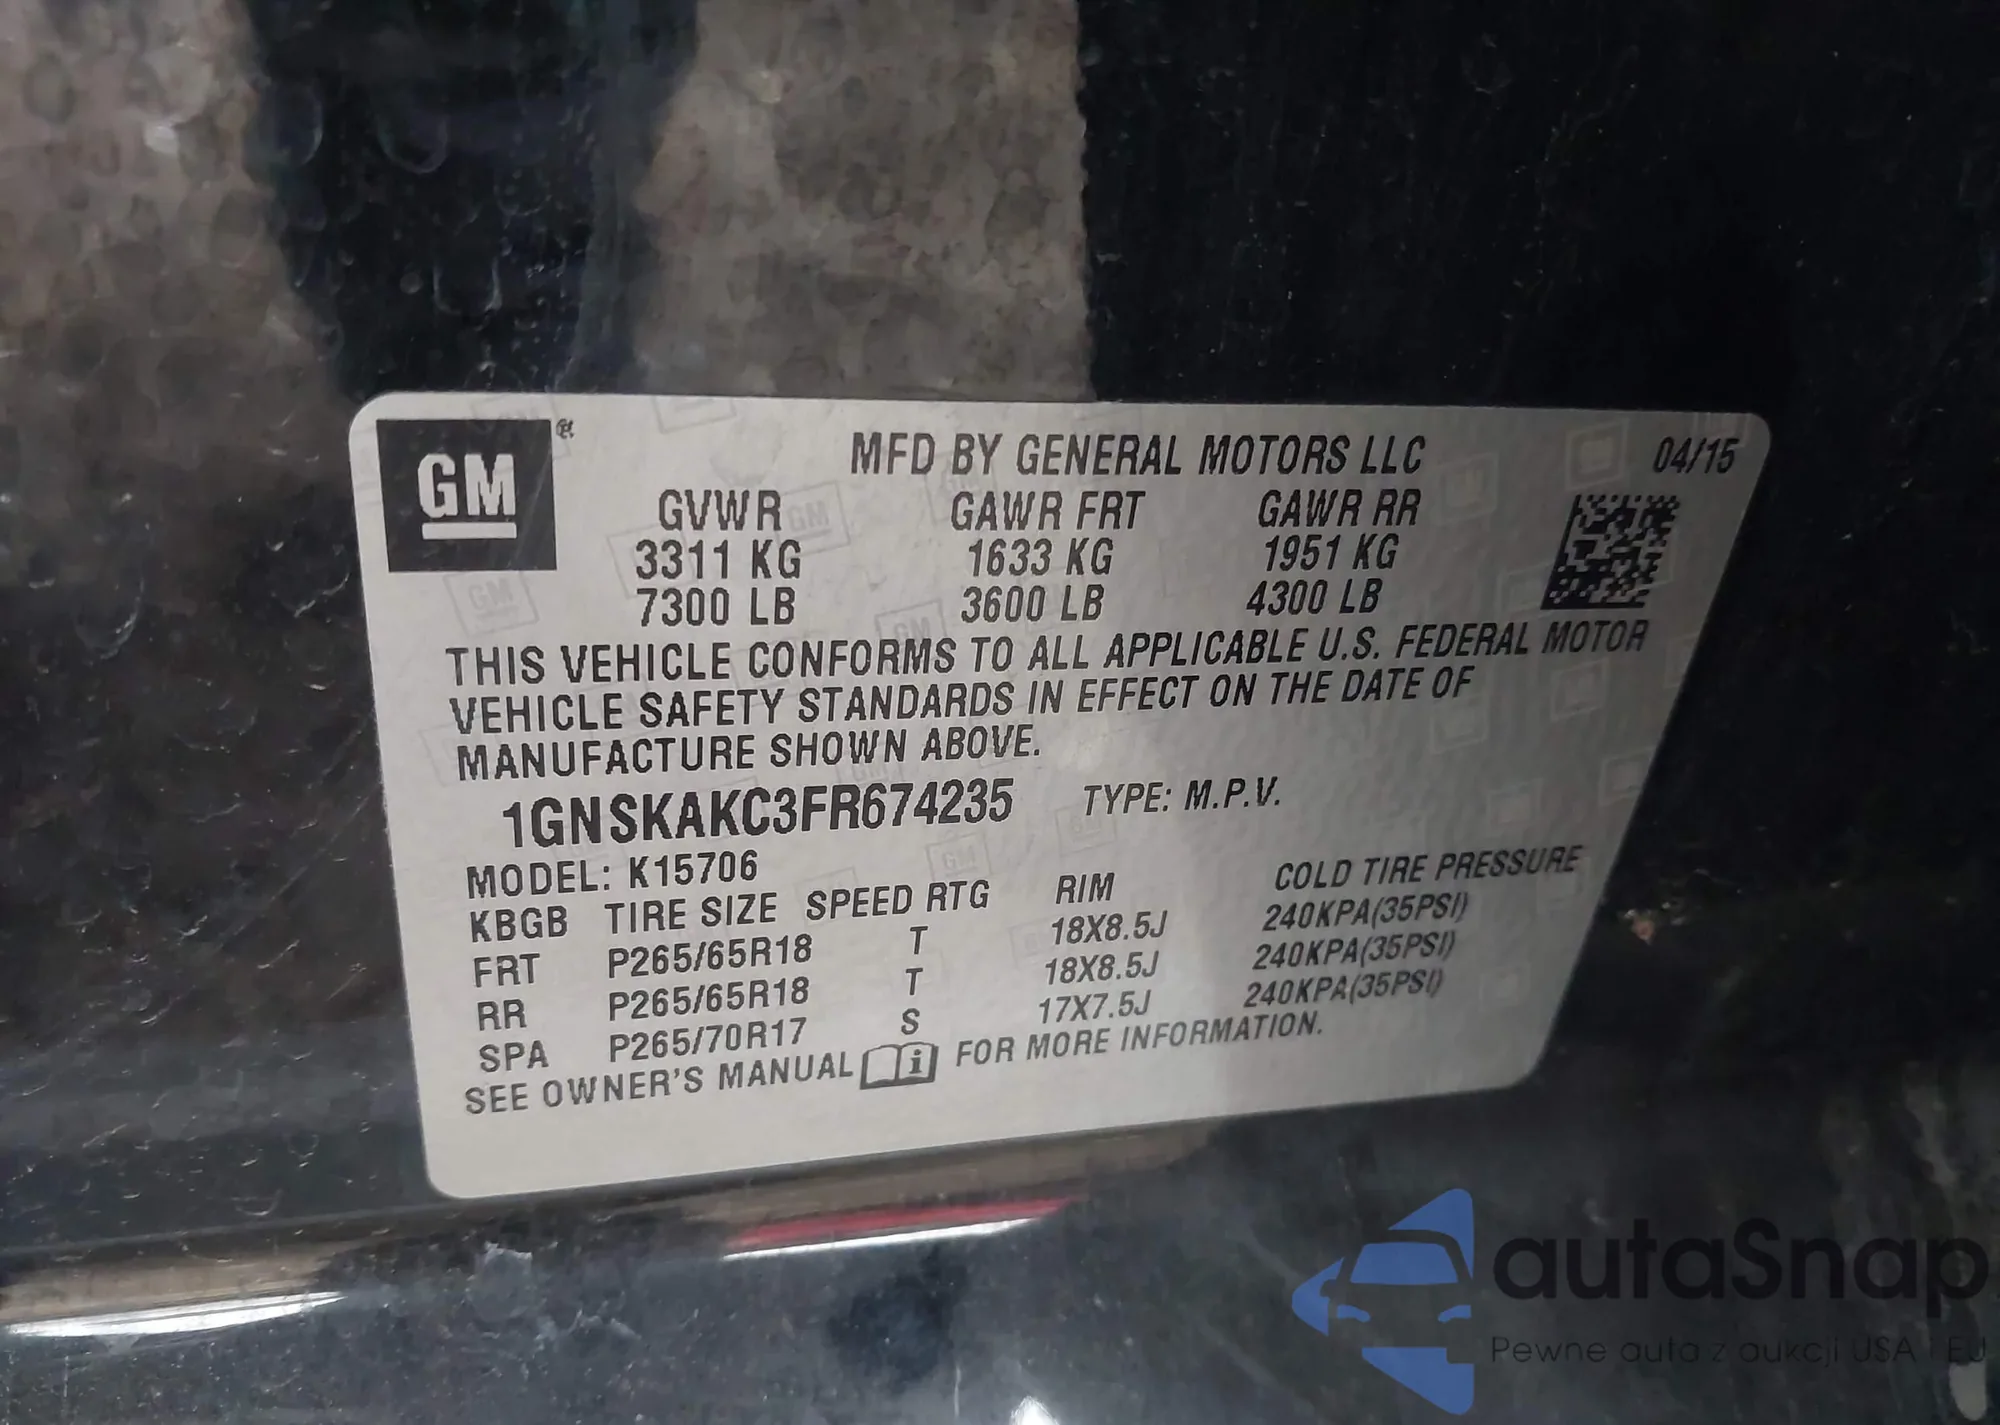 GM
MFD BY GENERAL MOTORS LLC 04/15
GVWR GAWR FRT GAWR RR
3311 KG 1633 KG 1951 KG
7300 LB 3600 LB 4300 LB
THIS VEHICLE CONFORMS TO ALL APPLICABLE U.S. FEDERAL MOTOR
VEHICLE SAFETY STANDARDS IN EFFECT ON THE DATE OF
MANUFACTURE SHOWN ABOVE.
1GNSKAKC3FR674235 TYPE: M.P.V.
MODEL: K15706
KBGB TIRE SIZE SPEED RTG RIM COLD TIRE PRESSURE
FRT P265/65R18 T 18X8.5J 240KPA(35PSI)
RR P265/65R18 T 18X8.5J 240KPA(35PSI)
SPA P265/70R17 S 17X7.5J 240KPA(35PSI)
SEE OWNER'S MANUAL i FOR MORE INFORMATION.
autaSnap
Pewne auta z aukcji USA i EU